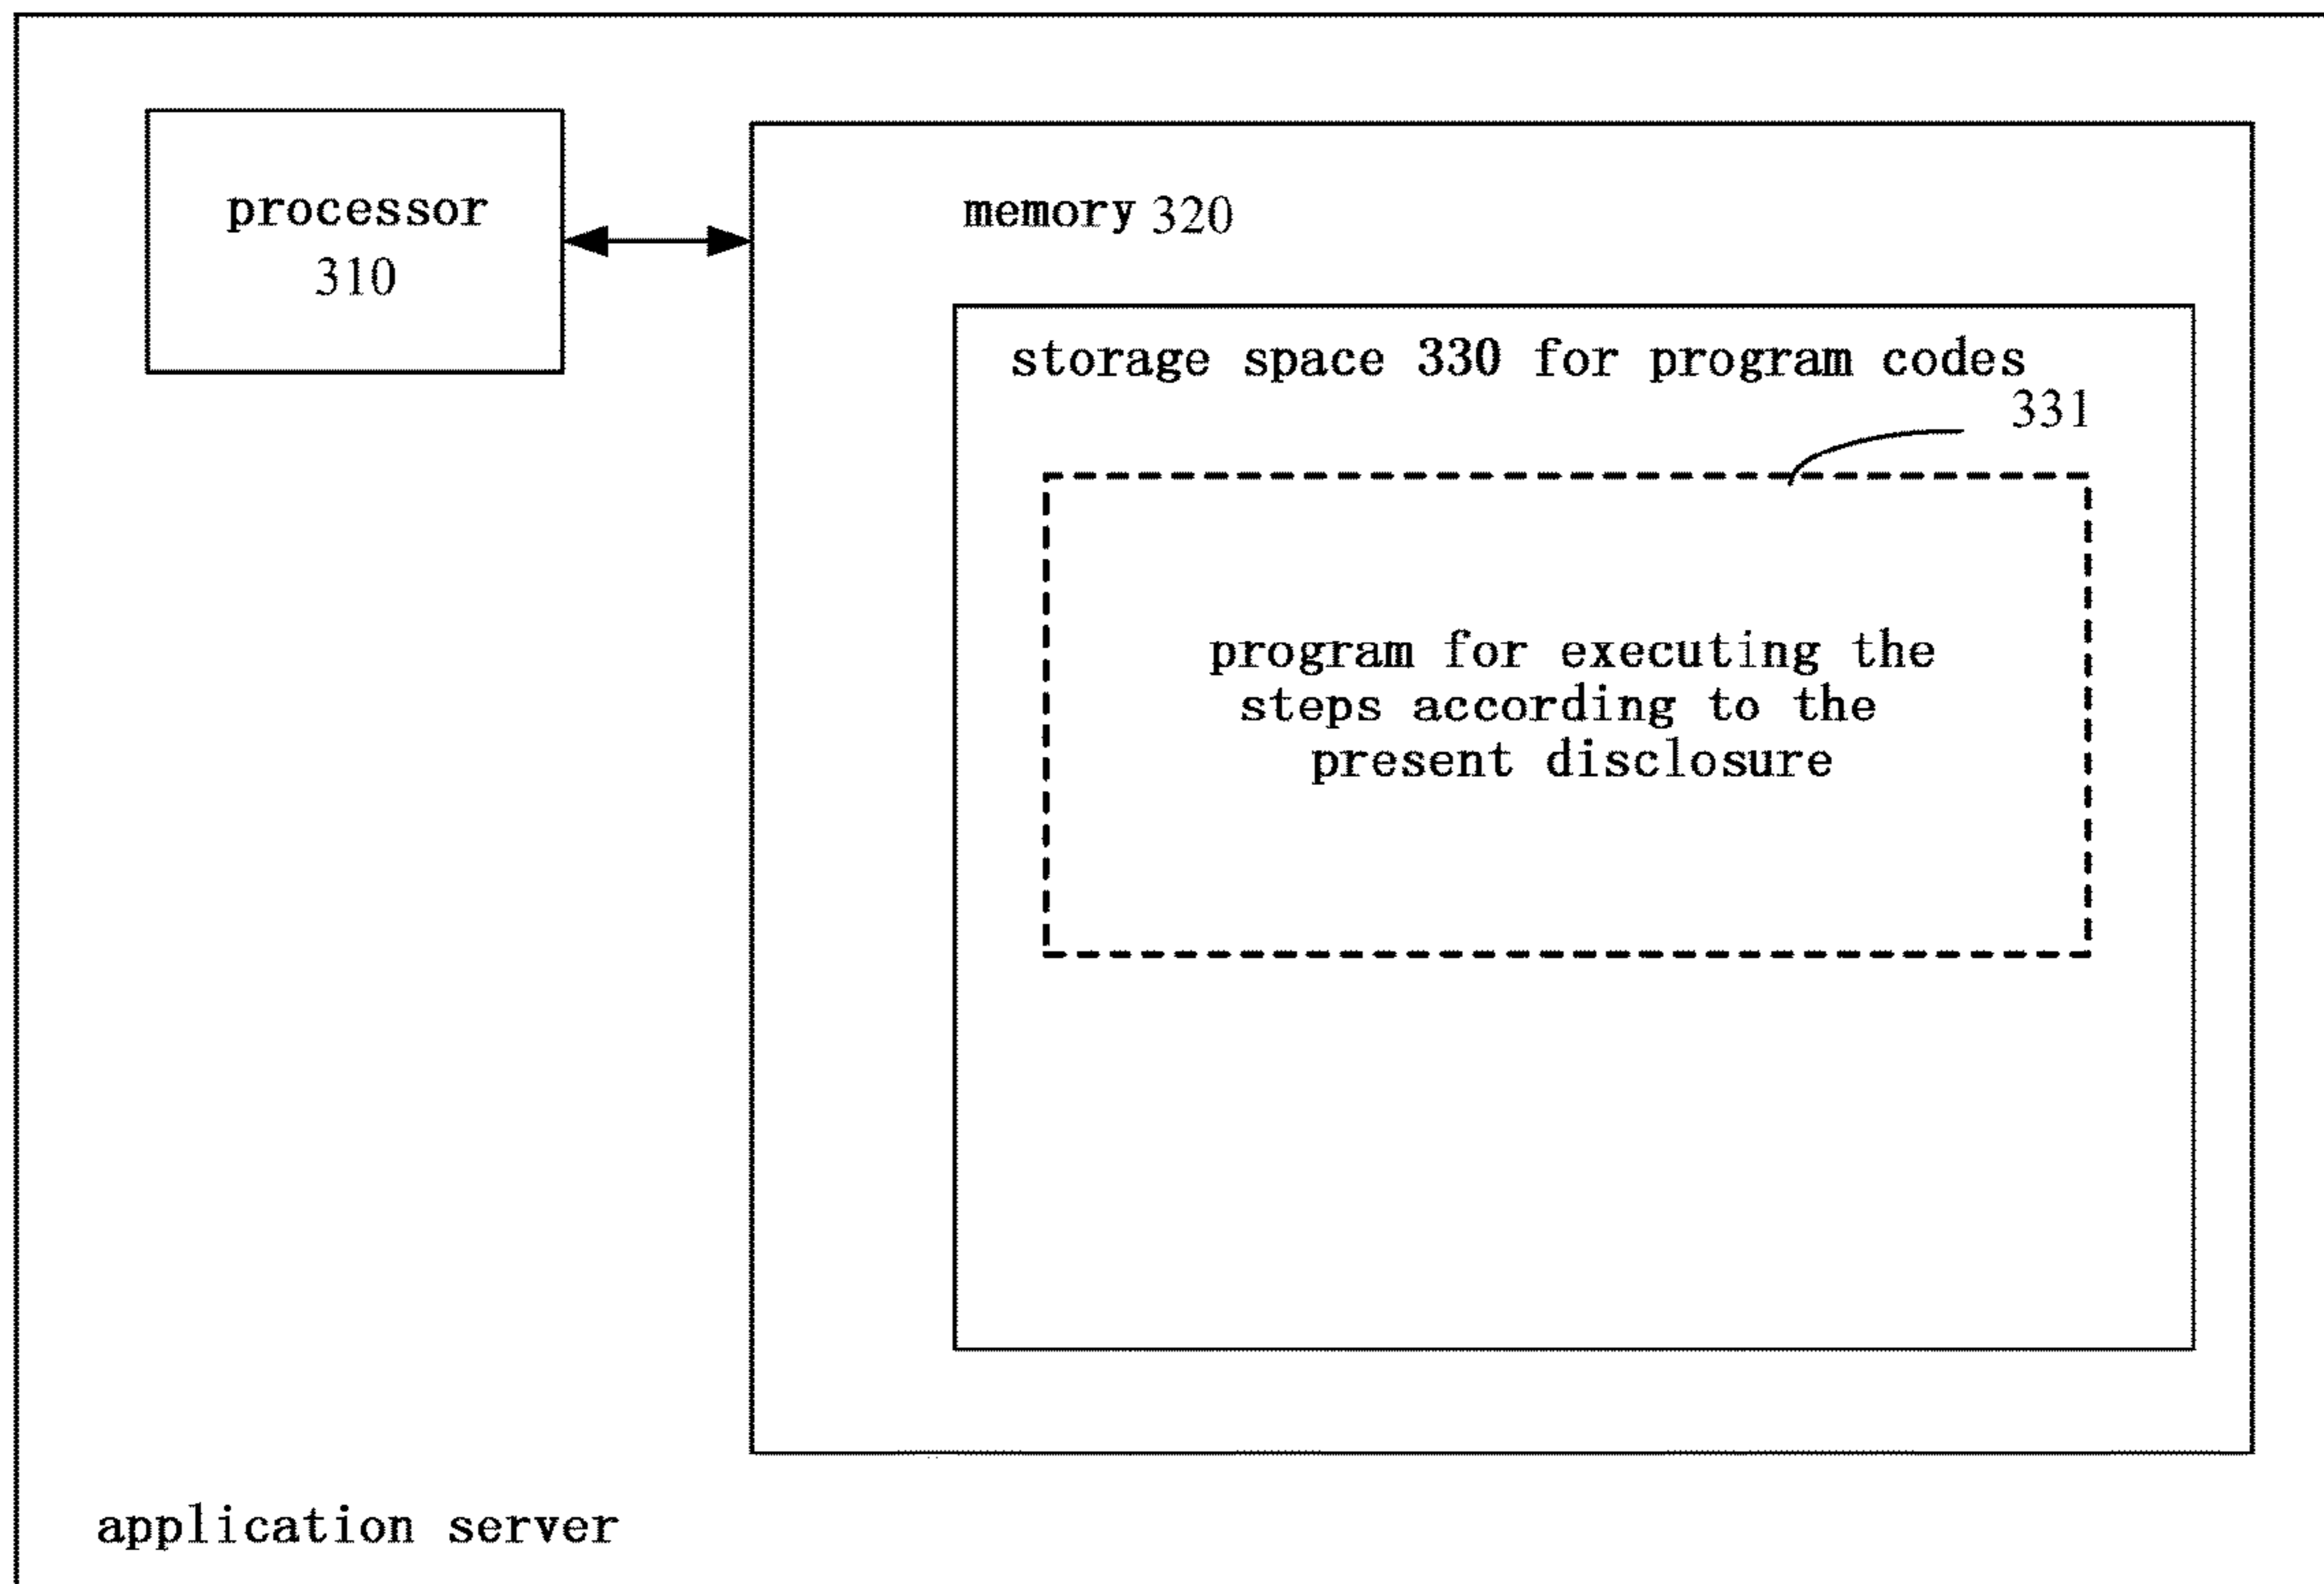 processor
310
memory 320
storage space 330 for program codes
331
program for executing the
steps according to the
present disclosure
application server